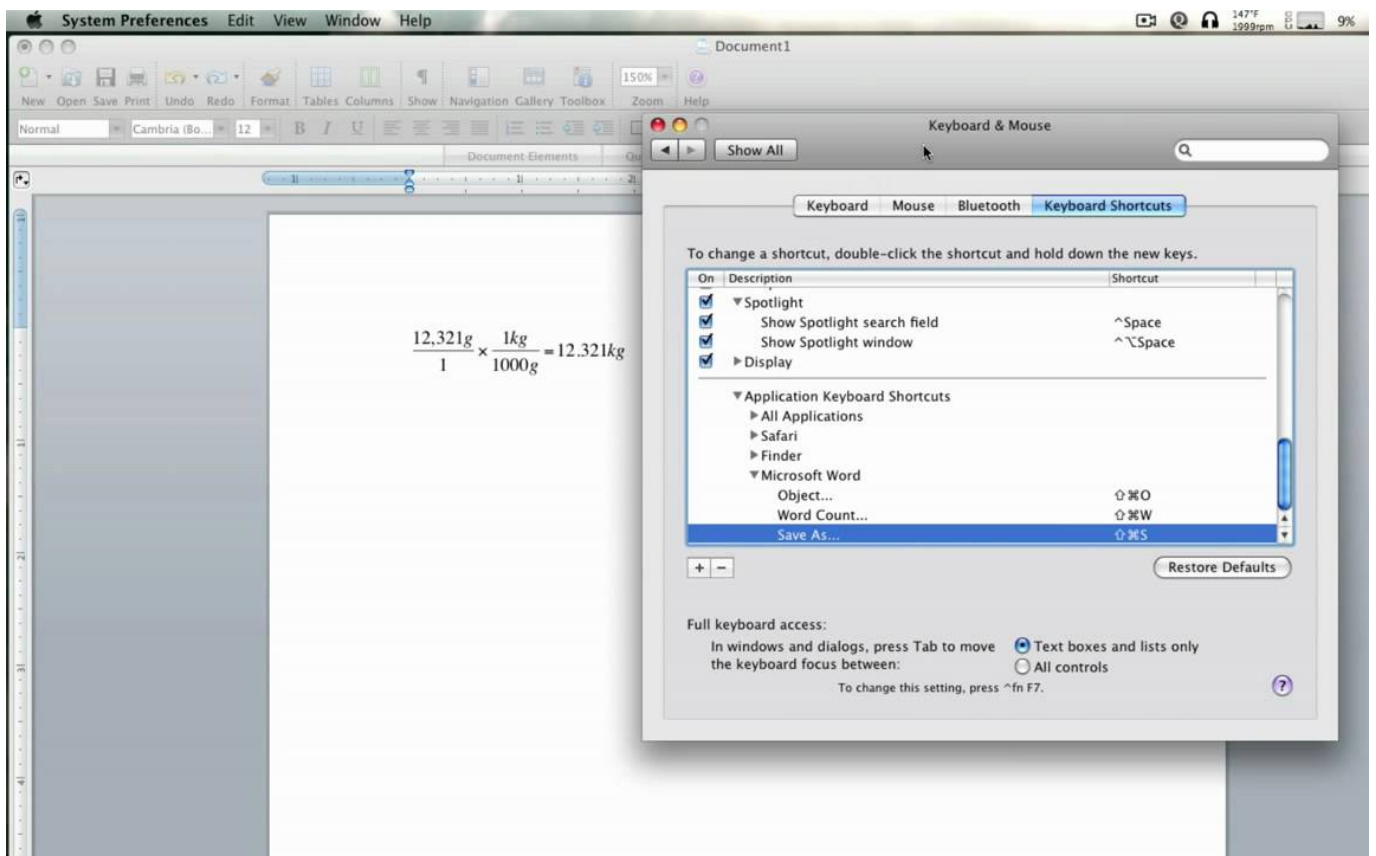 System Preferences Edit View Window Help 147°F 1999rpm 9%
Document1
150%
New Open Save Print Undo Redo Format Tables Columns Show Navigation Gallery Toolbox Zoom Help
Normal Cambria (Bo... 12 B I U
Document Elements Qu
Keyboard & Mouse
Show All
Keyboard Mouse Bluetooth Keyboard Shortcuts
To change a shortcut, double-click the shortcut and hold down the new keys.
On Description Shortcut
Spotlight
Show Spotlight search field ^Space
Show Spotlight window ^⌥Space
Display
Application Keyboard Shortcuts
All Applications
Safari
Finder
Microsoft Word
Object... ⇧⌘O
Word Count... ⇧⌘W
Save As... ⇧⌘S
+ −
Restore Defaults
Full keyboard access:
In windows and dialogs, press Tab to move
the keyboard focus between:
Text boxes and lists only
All controls
To change this setting, press ^fn F7.
?
12,321g/1 × 1kg/1000g = 12.321kg